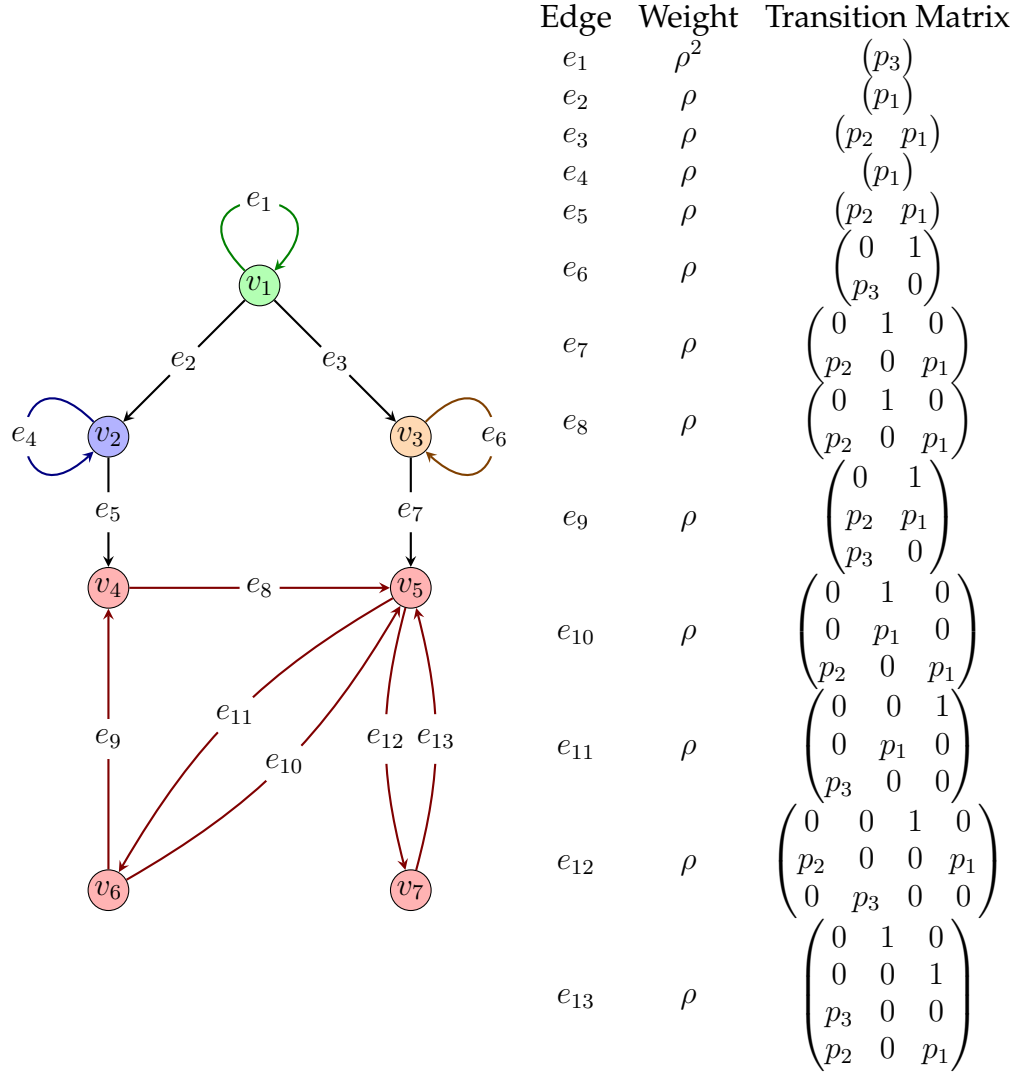 Edge Weight Transition Matrix
e₁ ρ² (p₃)
e₂ ρ (p₁)
e₃ ρ (p₂ p₁)
e₄ ρ (p₁)
e₅ ρ (p₂ p₁)
0 1
e₆ ρ
p₃ 0
0 1 0
e₇ ρ
p₂ 0 p₁
0 1 0
e₈ ρ
p₂ 0 p₁
0 1
e₉ ρ p₂ p₁
p₃ 0
0 1 0
e₁₀ ρ 0 p₁ 0
p₂ 0 p₁
0 0 1
e₁₁ ρ 0 p₁ 0
p₃ 0 0
0 0 1 0
e₁₂ ρ p₂ 0 0 p₁
0 p₃ 0 0
0 1 0
0 0 1
e₁₃ ρ
p₃ 0 0
p₂ 0 p₁
e₁
v₁
e₂ e₃
e₄ v₂ v₃ e₆
e₅ e₇
v₄ e₈ v₅
e₁₁
e₉ e₁₂ e₁₃
e₁₀
v₆ v₇